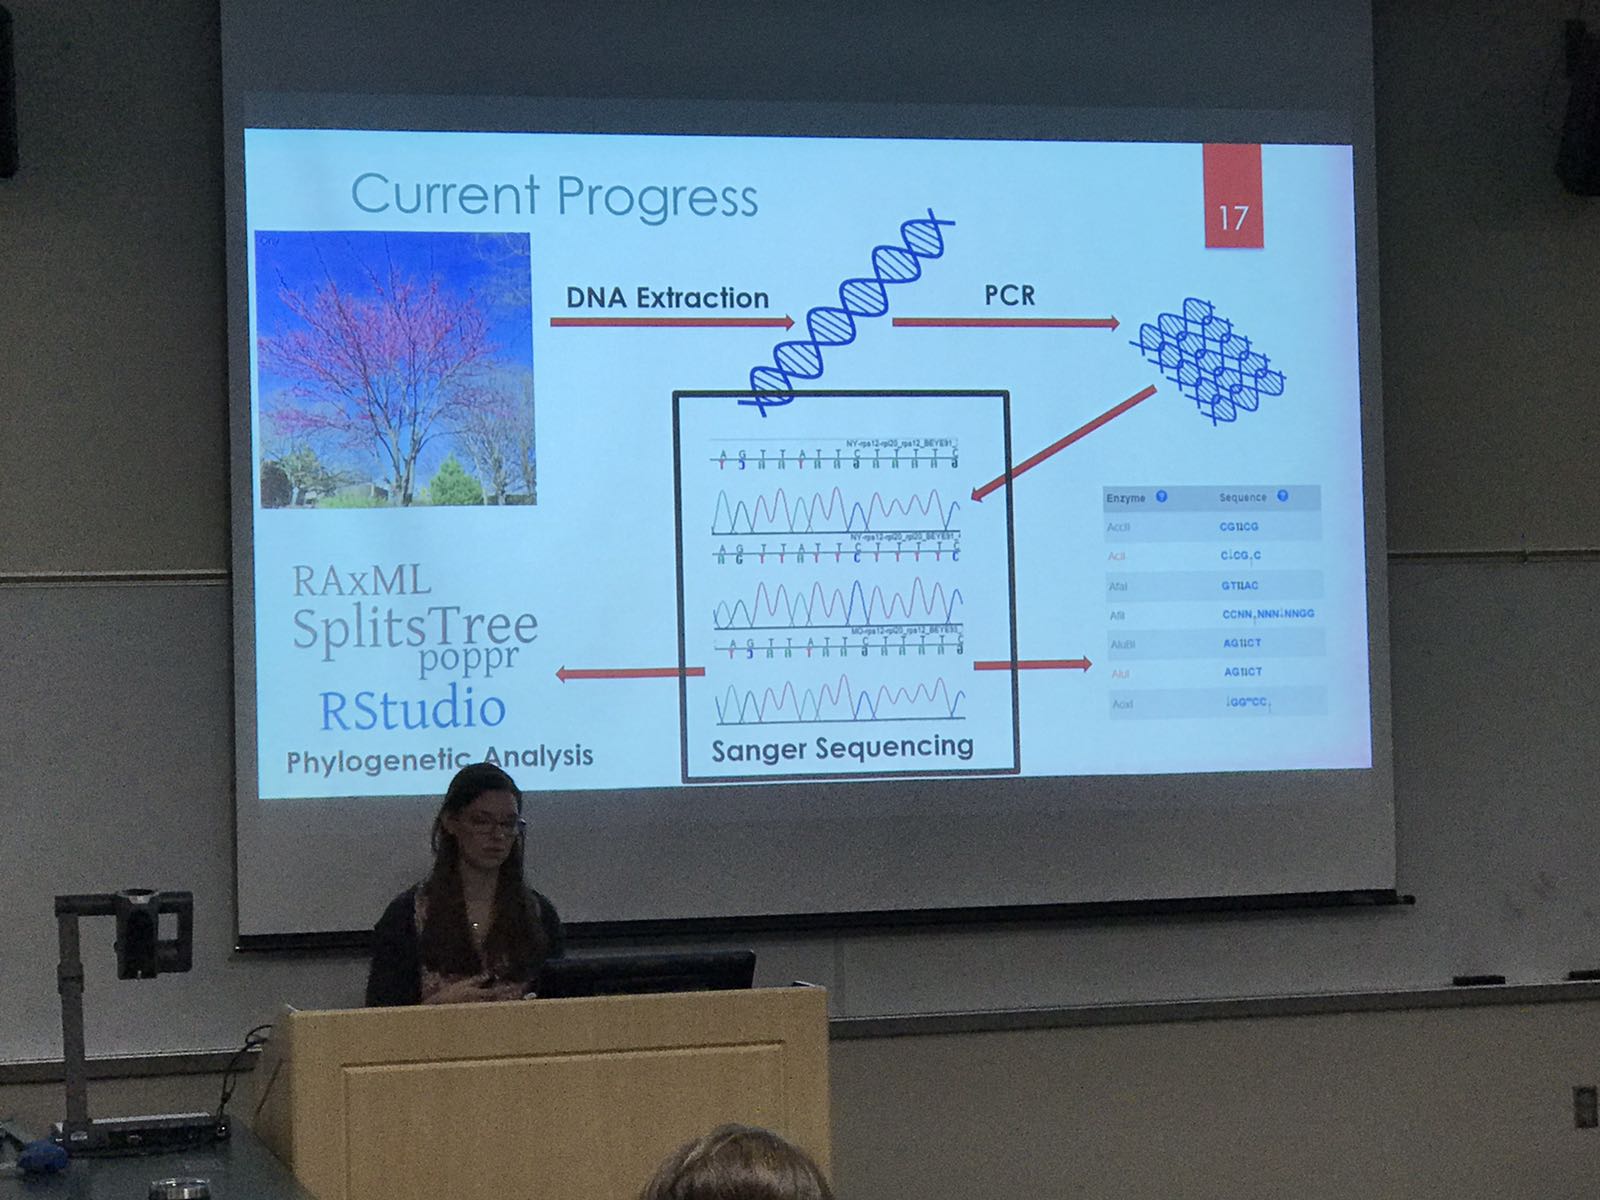 Current Progress
17
DNA Extraction
PCR
NY-rps12-rpl20_rps12_BEYE91_
A G T T A T T C T T T T C
NY-rps12-rpl20_rpl20_BEYE91_
A G T T A T T C T T T T C
MO-rps12-rpl20_rps12_BEYE93_
A G T T A T T C T T T T C
Sanger Sequencing
Enzyme Sequence
AccII CG↑↓CG
AciI C↓CG↑C
AfaI GT↑↓AC
AfiI CCNN↑NNN↓NNGG
AluBI AG↑↓CT
AluI AG↑↓CT
AoxI ↓GG CC↑
RAxML
SplitsTree
poppr
RStudio
Phylogenetic Analysis